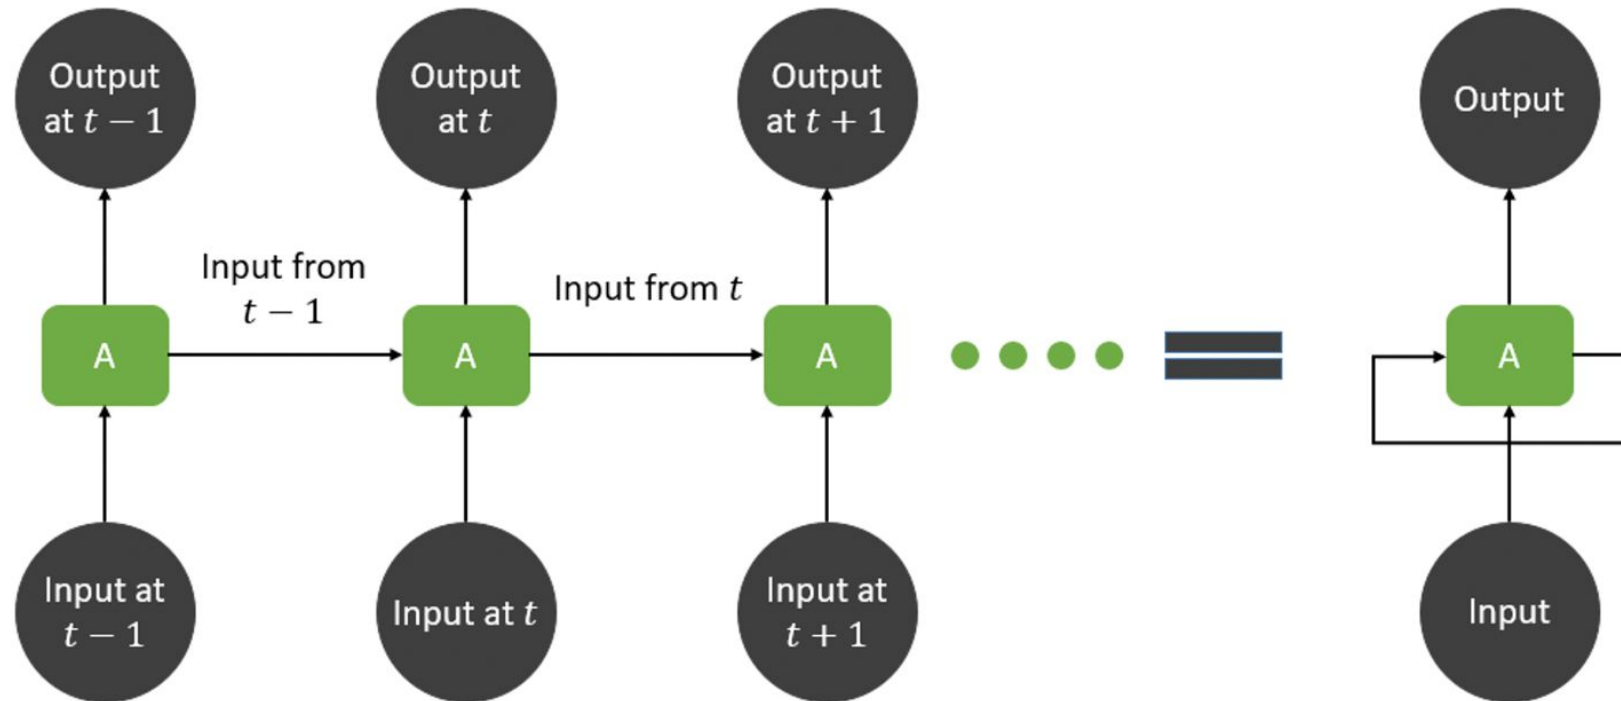 Output
at t − 1
Output
at t
Output
at t + 1
Output
Input from
t − 1
Input from t
A
A
A
A
Input at
t − 1
Input at t
Input at
t + 1
Input